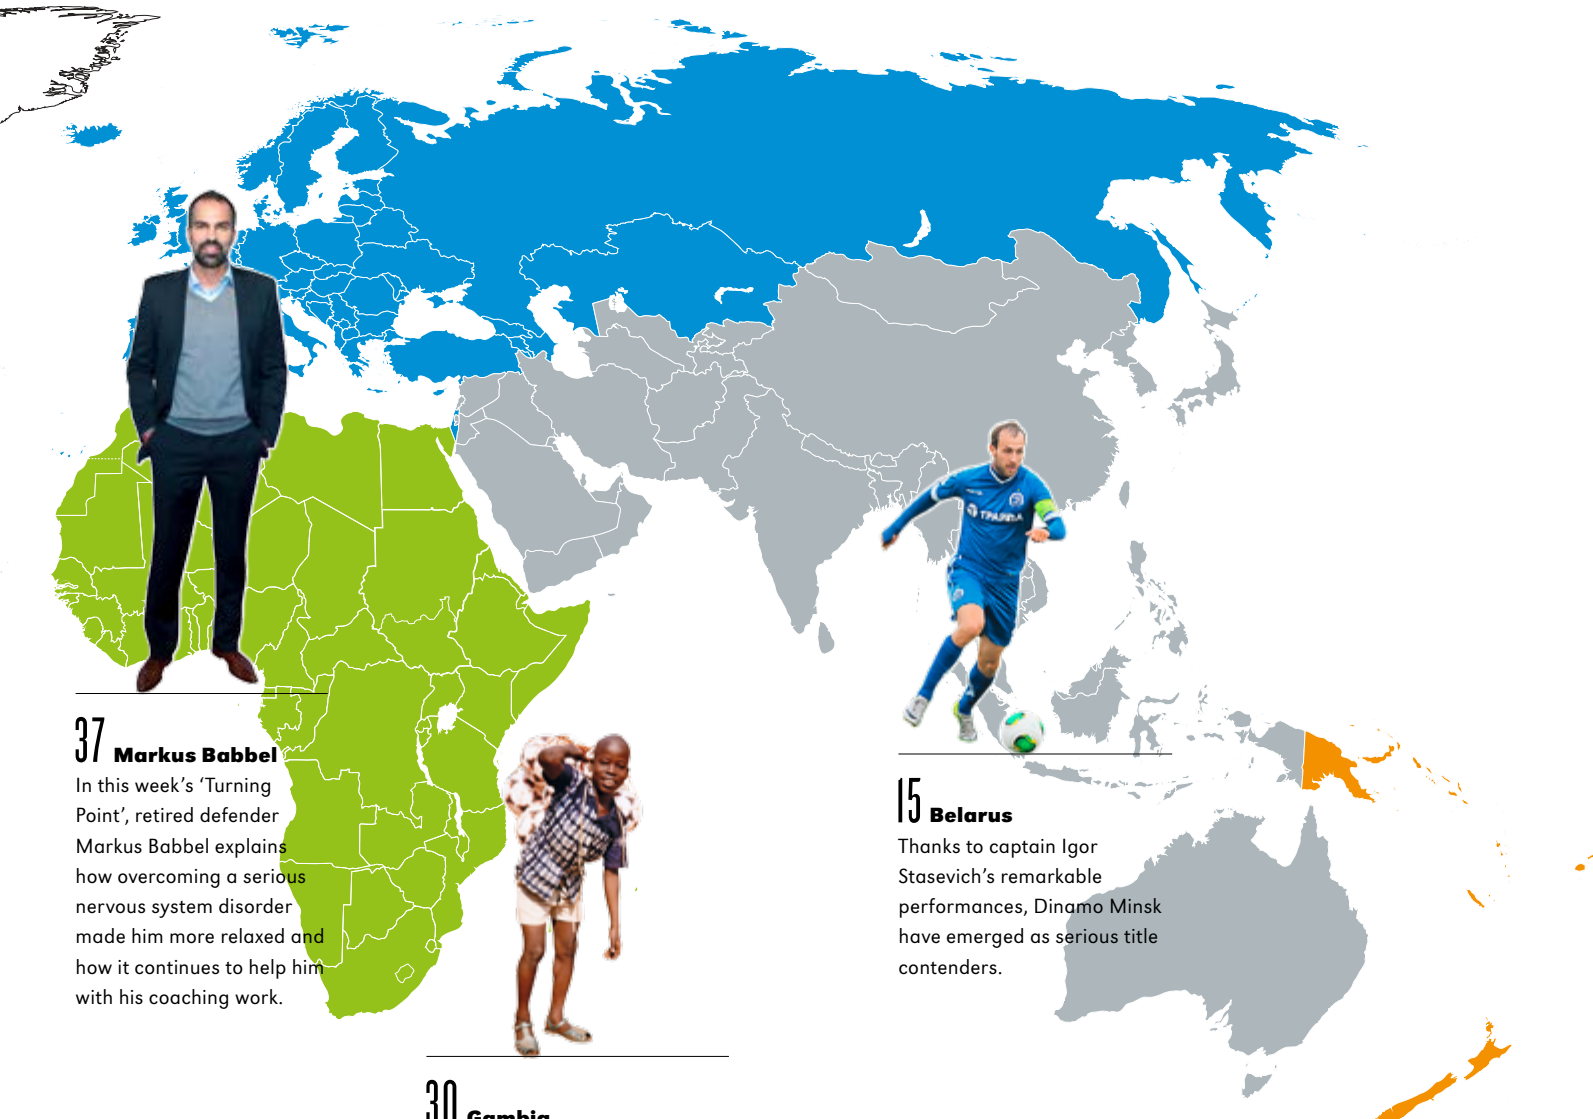 37 Markus Babbel
In this week's 'Turning
Point', retired defender
Markus Babbel explains
how overcoming a serious
nervous system disorder
made him more relaxed and
how it continues to help him
with his coaching work.
30 Gambia
15 Belarus
Thanks to captain Igor
Stasevich's remarkable
performances, Dinamo Minsk
have emerged as serious title
contenders.